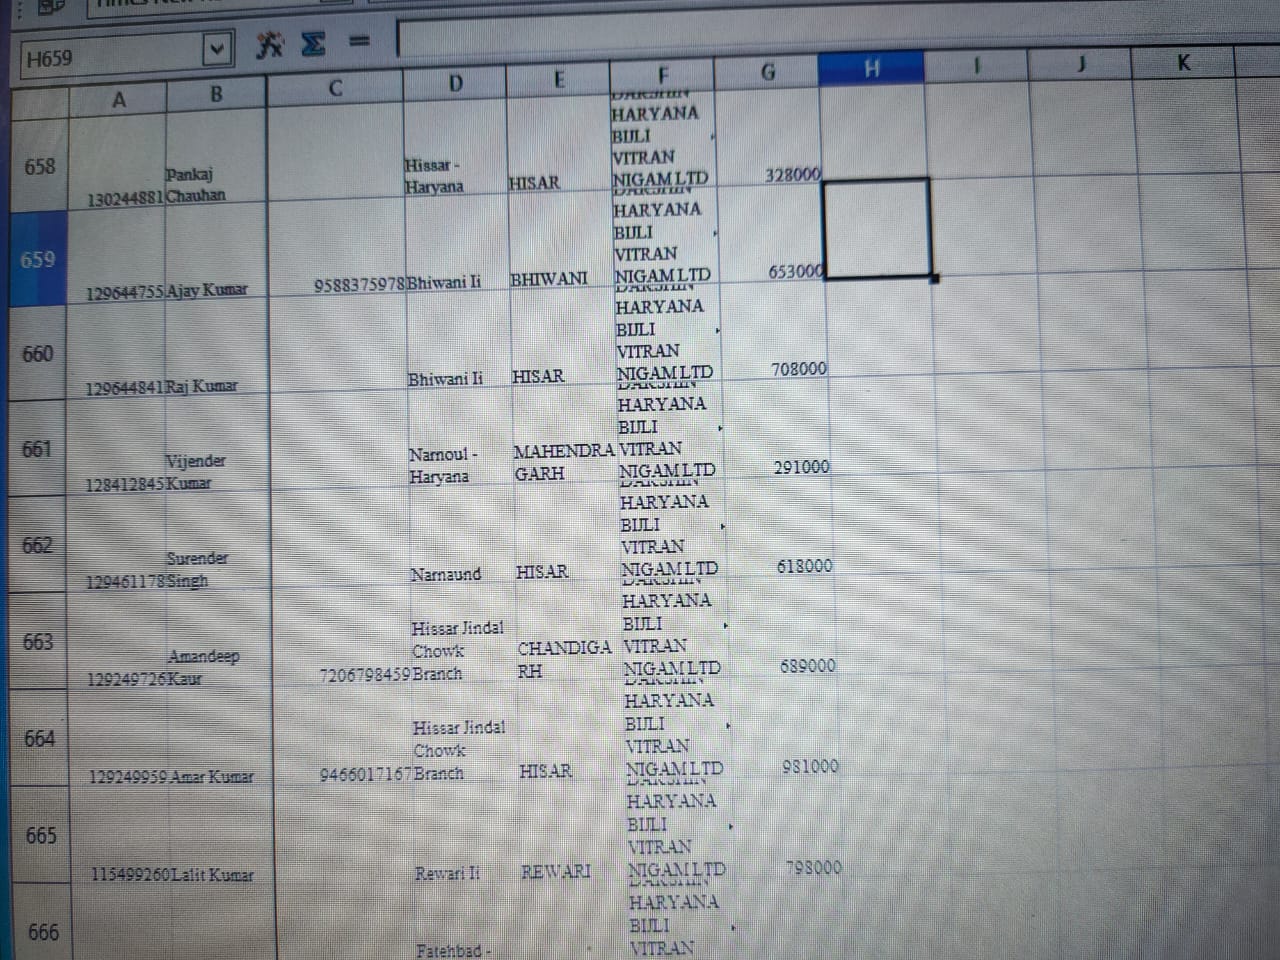 H659
A B C D E F G H I J K
658
130244881 Pankaj Chauhan Hissar - Haryana HISAR DAKSHIN HARYANA BIJLI VITRAN NIGAM LTD 328000
659
129644755 Ajay Kumar 9588375978 Bhiwani Ii BHIWANI DAKSHIN HARYANA BIJLI VITRAN NIGAM LTD 653000
660
129644841 Raj Kumar Bhiwani Ii HISAR DAKSHIN HARYANA BIJLI VITRAN NIGAM LTD 708000
661
128412845 Vijender Kumar Narnoul - Haryana MAHENDRA GARH DAKSHIN HARYANA BIJLI VITRAN NIGAM LTD 291000
662
129461178 Surender Singh Narnaund HISAR DAKSHIN HARYANA BIJLI VITRAN NIGAM LTD 618000
663
129249726 Amandeep Kaur 7206798459 Hissar Jindal Chowk Branch CHANDIGA RH DAKSHIN HARYANA BIJLI VITRAN NIGAM LTD 689000
664
129249959 Amar Kumar 9466017167 Hissar Jindal Chowk Branch HISAR DAKSHIN HARYANA BIJLI VITRAN NIGAM LTD 981000
665
115499260 Lalit Kumar Rewari Ii REWARI DAKSHIN HARYANA BIJLI VITRAN NIGAM LTD 798000
666
Fatehbad - DAKSHIN HARYANA BIJLI VITRAN